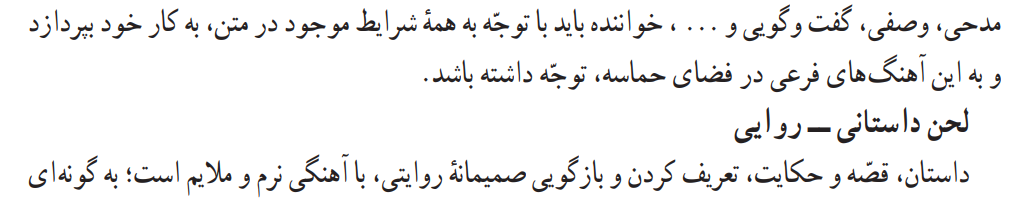 مدحی، وصفی، گفت وگویی و ... ، خواننده باید با توجّه به همهٔ شرایط موجود در متن، به کار خود بپردازد
و به این آهنگ‌های فرعی در فضای حماسه، توجّه داشته باشد.
لحن داستانی ــ روایی
داستان، قصّه و حکایت، تعریف کردن و بازگویی صمیمانهٔ روایتی، با آهنگی نرم و ملایم است؛ به گونه‌ای